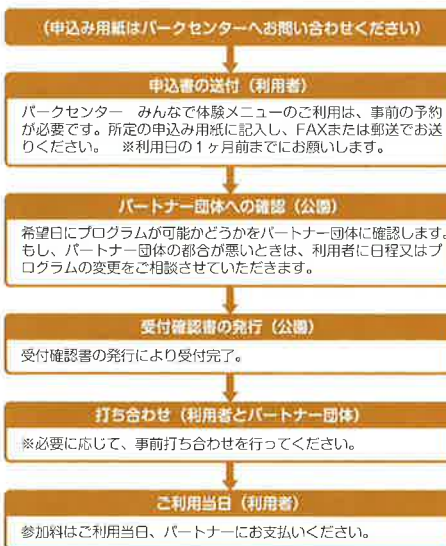 (申込み用紙はパークセンターへお問い合わせください)
申込書の送付(利用者)
パークセンター　みんなで体験メニューのご利用は、事前の予約
が必要です。所定の申込み用紙に記入し、FAXまたは郵送でお送
りください。　※利用日の1ヶ月前までにお願いします。
パートナー団体への確認(公園)
希望日にプログラムが可能かどうかをパートナー団体に確認します。
もし、パートナー団体の都合が悪いときは、利用者に日程又はプ
ログラムの変更をご相談させていただきます。
受付確認書の発行(公園)
受付確認書の発行により受付完了。
打ち合わせ(利用者とパートナー団体)
※必要に応じて、事前打ち合わせを行ってください。
ご利用当日(利用者)
参加料はご利用当日、パートナーにお支払いください。